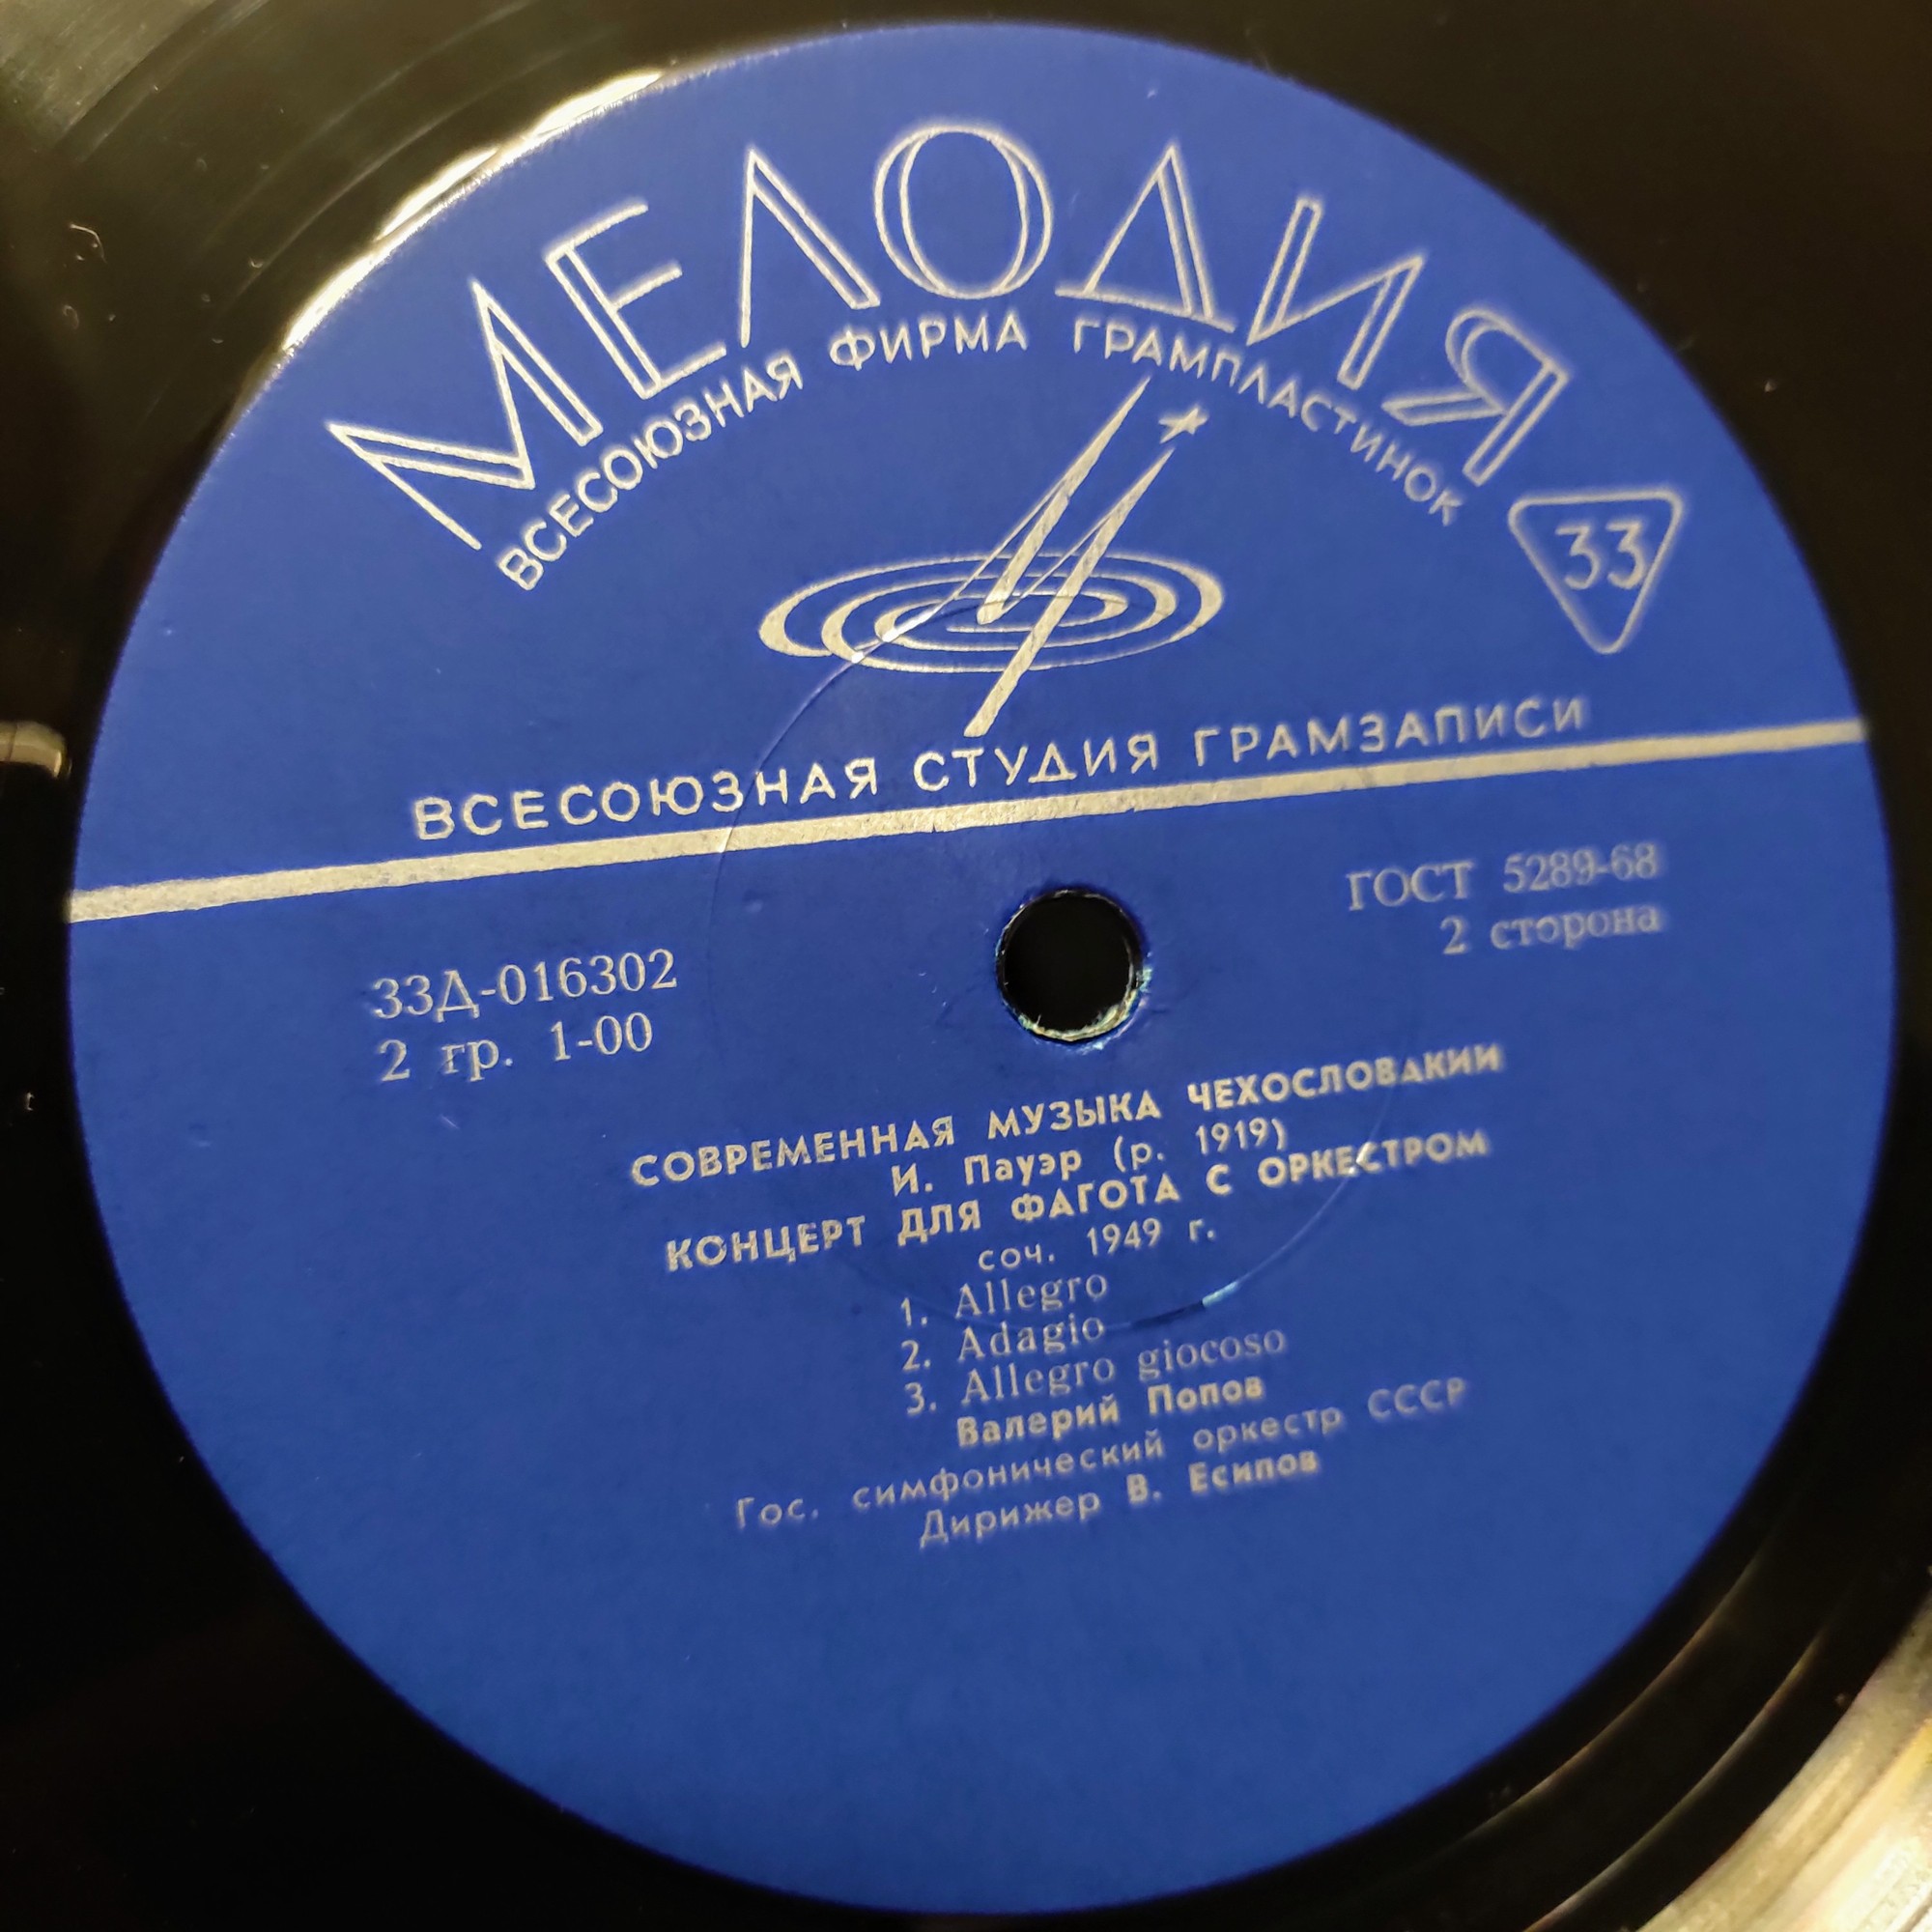 МЕЛОДИЯ
ВСЕСОЮЗНАЯ ФИРМА ГРАМПЛАСТИНОК
33
ВСЕСОЮЗНАЯ СТУДИЯ ГРАМЗАПИСИ
ГОСТ 5289-68
2 сторона
33Д-016302
2 гр. 1-00
СОВРЕМЕННАЯ МУЗЫКА ЧЕХОСЛОВАКИИ
И. Пауэр (р. 1919)
КОНЦЕРТ ДЛЯ ФАГОТА С ОРКЕСТРОМ
соч. 1949 г.
1. Allegro
2. Adagio
3. Allegro giocoso
Валерий Попов
Гос. симфонический оркестр СССР
Дирижер В. Есипов